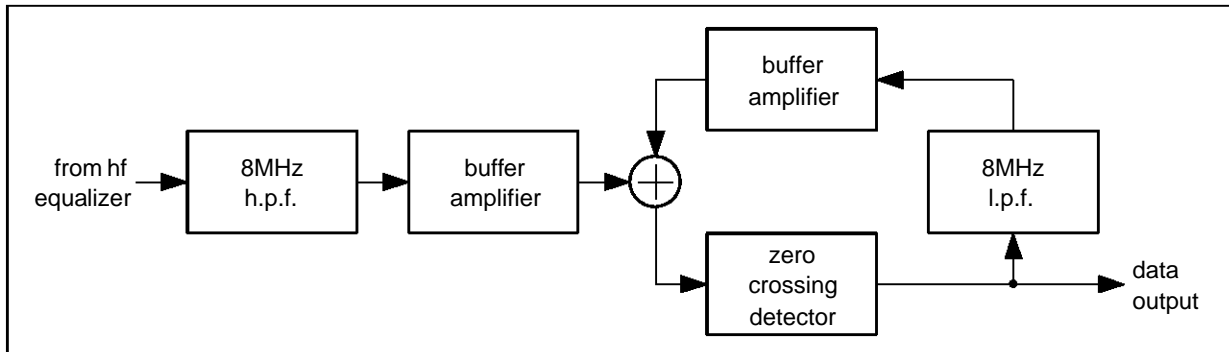 from hf
equalizer
8MHz
h.p.f.
buffer
amplifier
buffer
amplifier
8MHz
l.p.f.
zero
crossing
detector
data
output